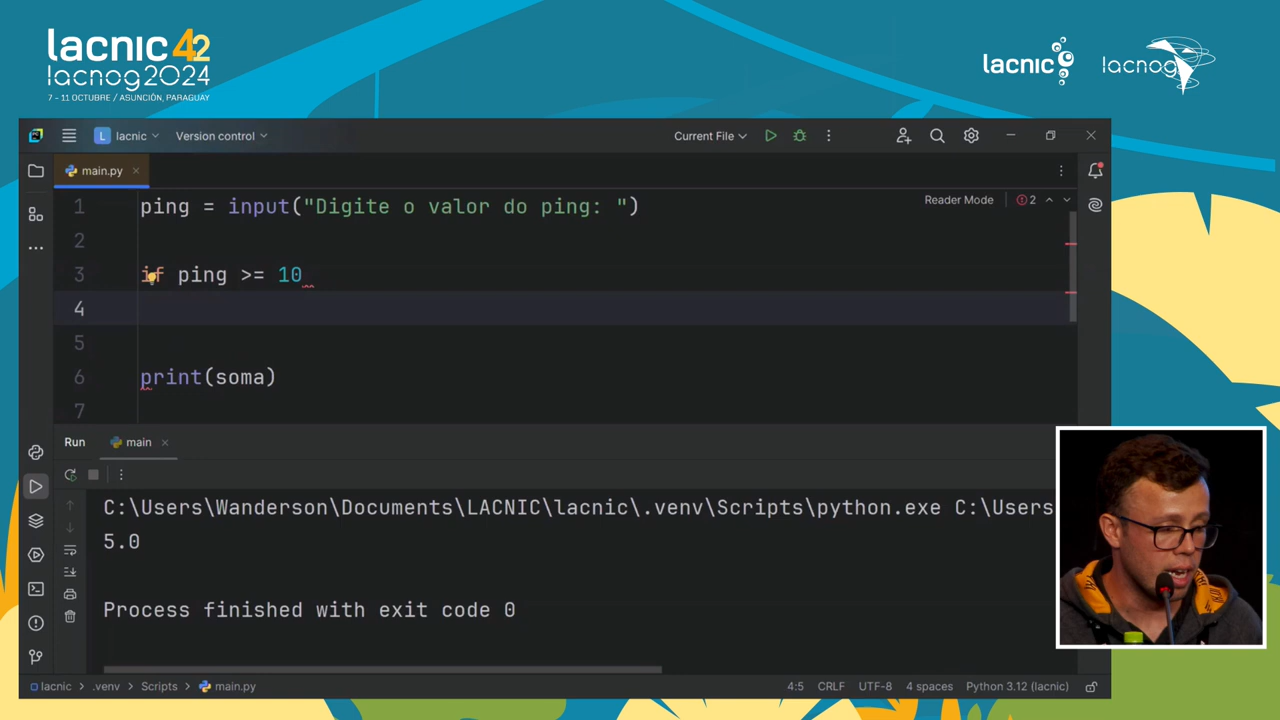 lacnic 42
lacnog2024
7 - 11 OCTUBRE / ASUNCIÓN, PARAGUAY
lacnic
lacnog
L lacnic
Version control
Current File
main.py
1 ping = input("Digite o valor do ping: ")
Reader Mode
2
2
3 if ping >= 10
4
5
6 print(soma)
7
Run
main
C:\Users\Wanderson\Documents\LACNIC\lacnic\.venv\Scripts\python.exe C:\Users
5.0
Process finished with exit code 0
lacnic > .venv > Scripts > main.py
4:5
CRLF
UTF-8
4 spaces
Python 3.12 (lacnic)